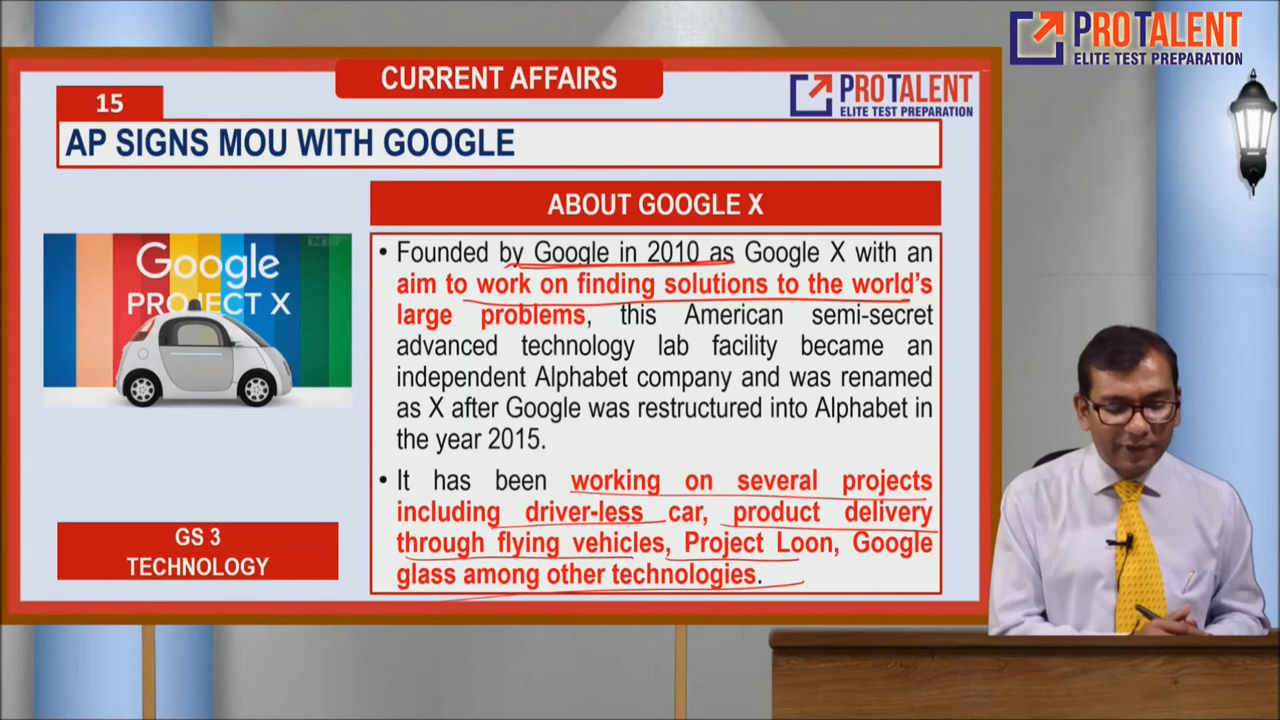 PROTALENT
ELITE TEST PREPARATION
CURRENT AFFAIRS
PROTALENT
ELITE TEST PREPARATION
15
AP SIGNS MOU WITH GOOGLE
ABOUT GOOGLE X
Google
PROJECT X
• Founded by Google in 2010 as Google X with an
aim to work on finding solutions to the world's
large problems, this American semi-secret
advanced technology lab facility became an
independent Alphabet company and was renamed
as X after Google was restructured into Alphabet in
the year 2015.
• It has been working on several projects
including driver-less car, product delivery
through flying vehicles, Project Loon, Google
glass among other technologies.
GS 3
TECHNOLOGY